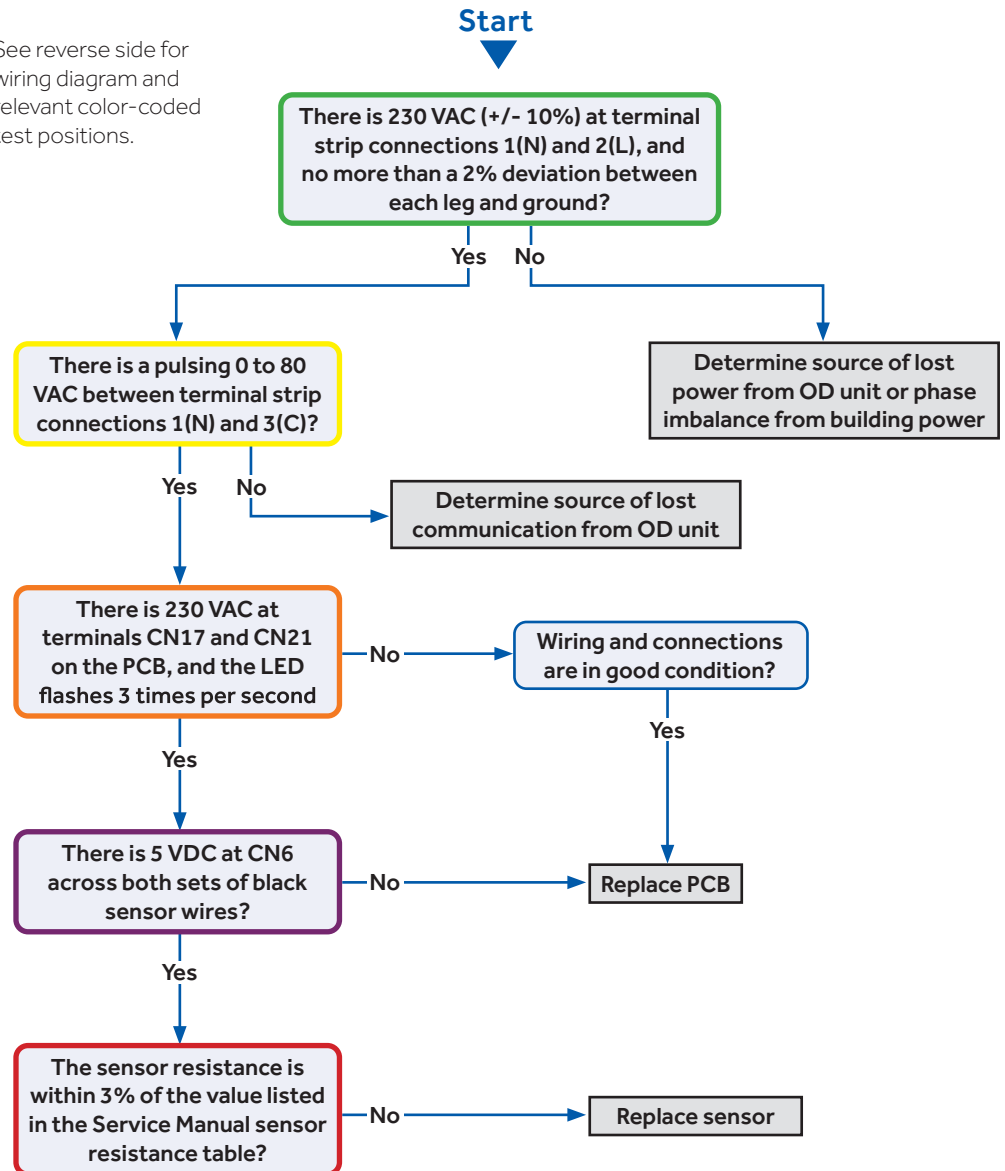 Start
See reverse side for
wiring diagram and
relevant color-coded
test positions.
There is 230 VAC (+/- 10%) at terminal
strip connections 1(N) and 2(L), and
no more than a 2% deviation between
each leg and ground?
Yes
No
There is a pulsing 0 to 80
VAC between terminal strip
connections 1(N) and 3(C)?
Determine source of lost
power from OD unit or phase
imbalance from building power
Yes
No
Determine source of lost
communication from OD unit
There is 230 VAC at
terminals CN17 and CN21
on the PCB, and the LED
flashes 3 times per second
No
Wiring and connections
are in good condition?
Yes
Yes
There is 5 VDC at CN6
across both sets of black
sensor wires?
No
Replace PCB
Yes
The sensor resistance is
within 3% of the value listed
in the Service Manual sensor
resistance table?
No
Replace sensor